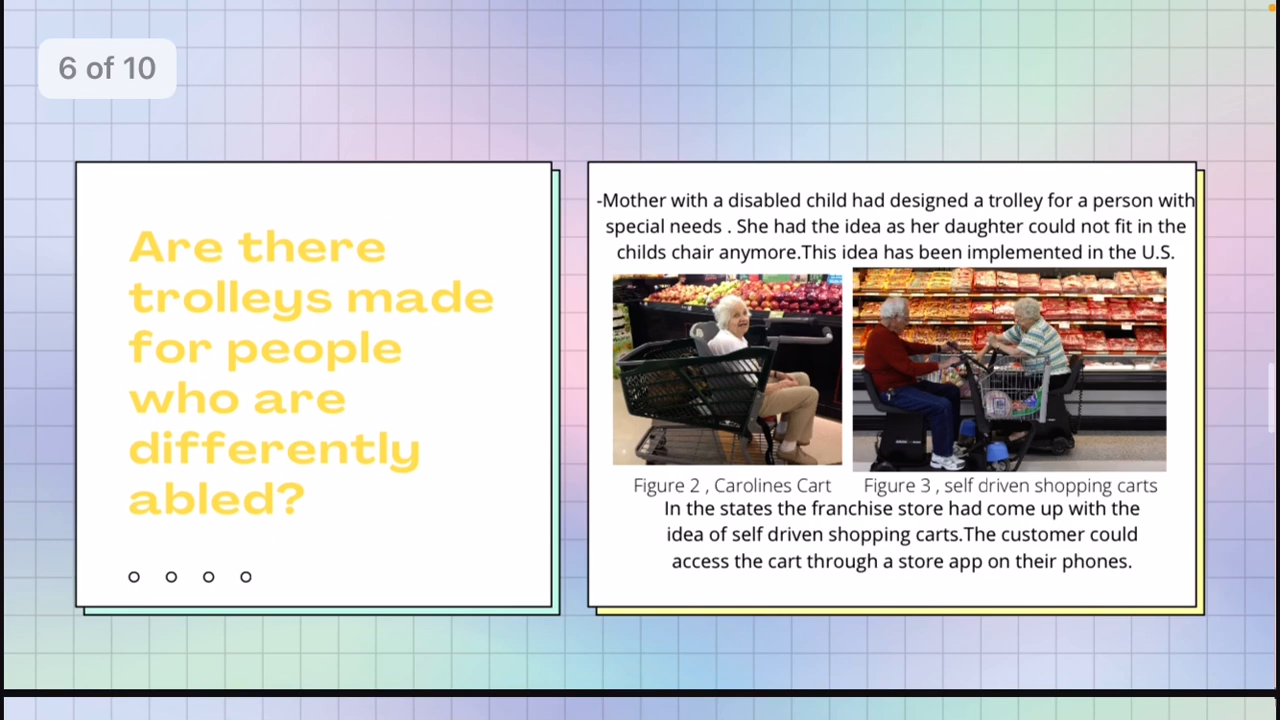 6 of 10
Are there
trolleys made
for people
who are
differently
abled?
-Mother with a disabled child had designed a trolley for a person with
special needs . She had the idea as her daughter could not fit in the
childs chair anymore.This idea has been implemented in the U.S.
Figure 2 , Carolines Cart
Figure 3 , self driven shopping carts
In the states the franchise store had come up with the
idea of self driven shopping carts.The customer could
access the cart through a store app on their phones.